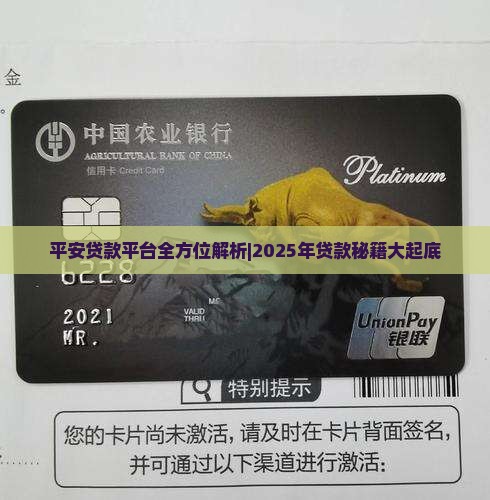 金
中国农业银行
AGRICULTURAL BANK OF CHINA
信用卡 Credit Card
Platinum
平安贷款平台全方位解析|2025年贷款秘籍大起底
6228
2021
VALID
THRU
MR.
UnionPay
银联
特别提示
您的卡片尚未激活,请及时在卡片背面签名,
并可通过以下渠道进行激活: